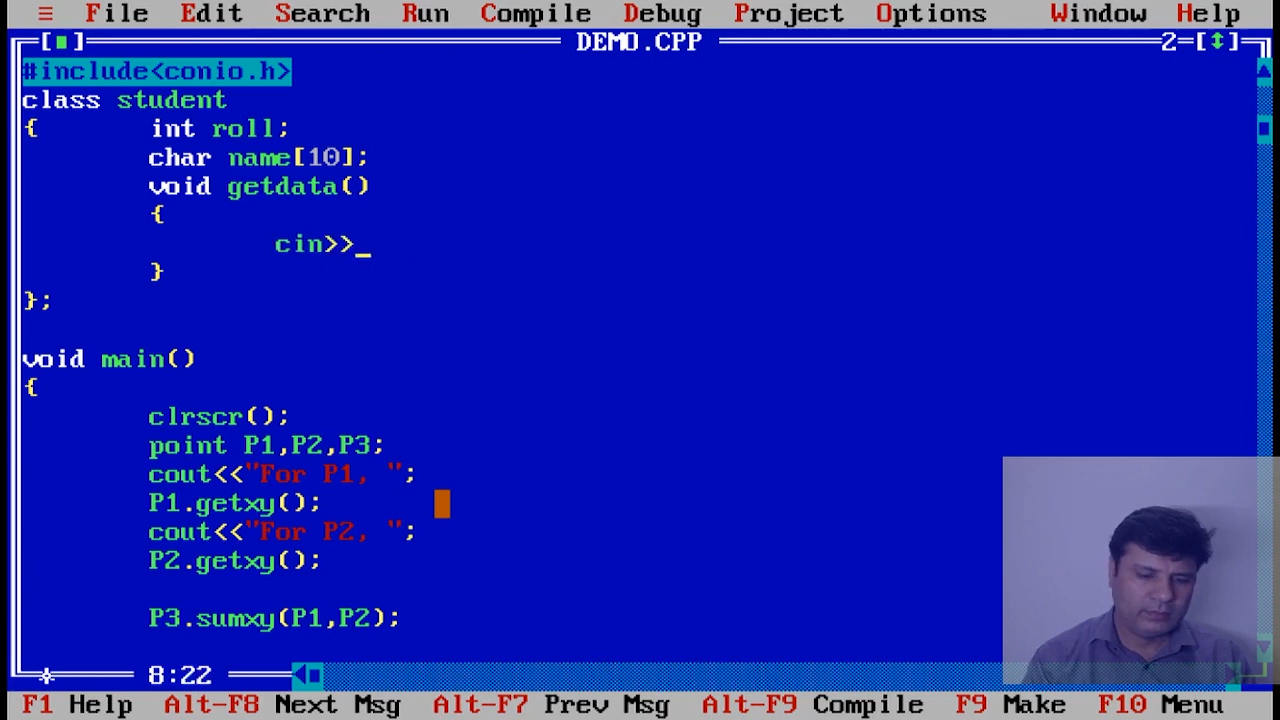 ≡ File Edit Search Run Compile Debug Project Options Window Help
[■] DEMO.CPP 2=[↕]
#include<conio.h>
class student
{ int roll;
char name[10];
void getdata()
{
cin>>_
}
};
void main()
{
clrscr();
point P1,P2,P3;
cout<<"For P1, ";
P1.getxy();
cout<<"For P2, ";
P2.getxy();
P3.sumxy(P1,P2);
8:22
F1 Help Alt-F8 Next Msg Alt-F7 Prev Msg Alt-F9 Compile F9 Make F10 Menu